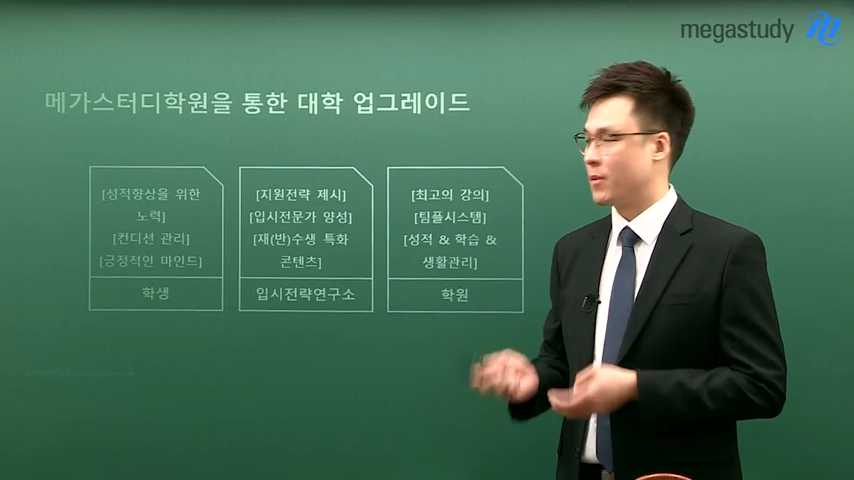 megastudy
메가스터디학원을 통한 대학 업그레이드
[성적향상을 위한
노력]
[컨디션 관리]
[긍정적인 마인드]
학생
[지원전략 제시]
[입시전문가 양성]
[재(반)수생 특화
콘텐츠]
입시전략연구소
[최고의 강의]
[팀플시스템]
[성적 & 학습 &
생활관리]
학원